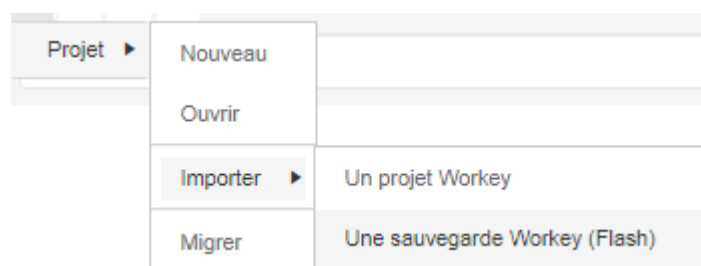 Projet
Nouveau
Ouvrir
Importer
Un projet Workey
Migrer
Une sauvegarde Workey (Flash)